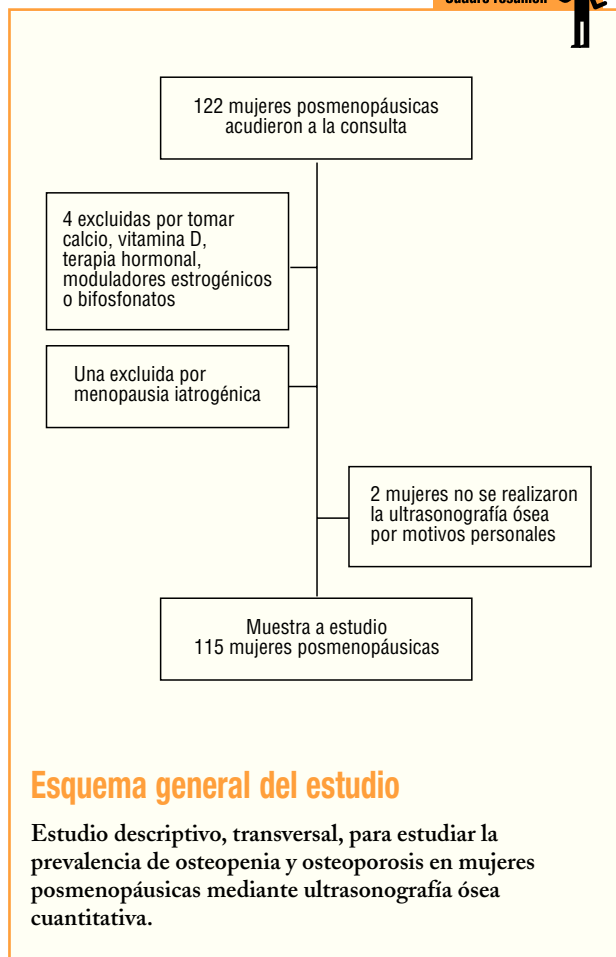 Cuadro resumen
122 mujeres posmenopáusicas
acudieron a la consulta
4 excluidas por tomar
calcio, vitamina D,
terapia hormonal,
moduladores estrogénicos
o bifosfonatos
Una excluida por
menopausia iatrogénica
2 mujeres no se realizaron
la ultrasonografía ósea
por motivos personales
Muestra a estudio
115 mujeres posmenopáusicas
Esquema general del estudio
Estudio descriptivo, transversal, para estudiar la
prevalencia de osteopenia y osteoporosis en mujeres
posmenopáusicas mediante ultrasonografía ósea
cuantitativa.